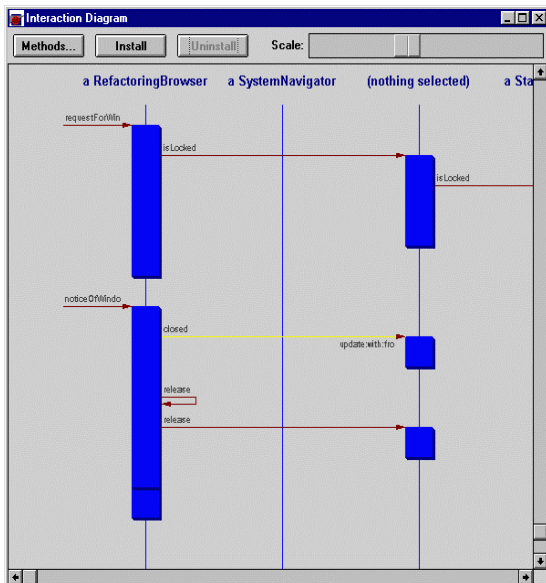 Interaction Diagram
Methods... Install Uninstall Scale:
a RefactoringBrowser a SystemNavigator (nothing selected) a Sta
requestForWin
isLocked
isLocked
noticeOfWindo
closed
update:with:fro
release
release